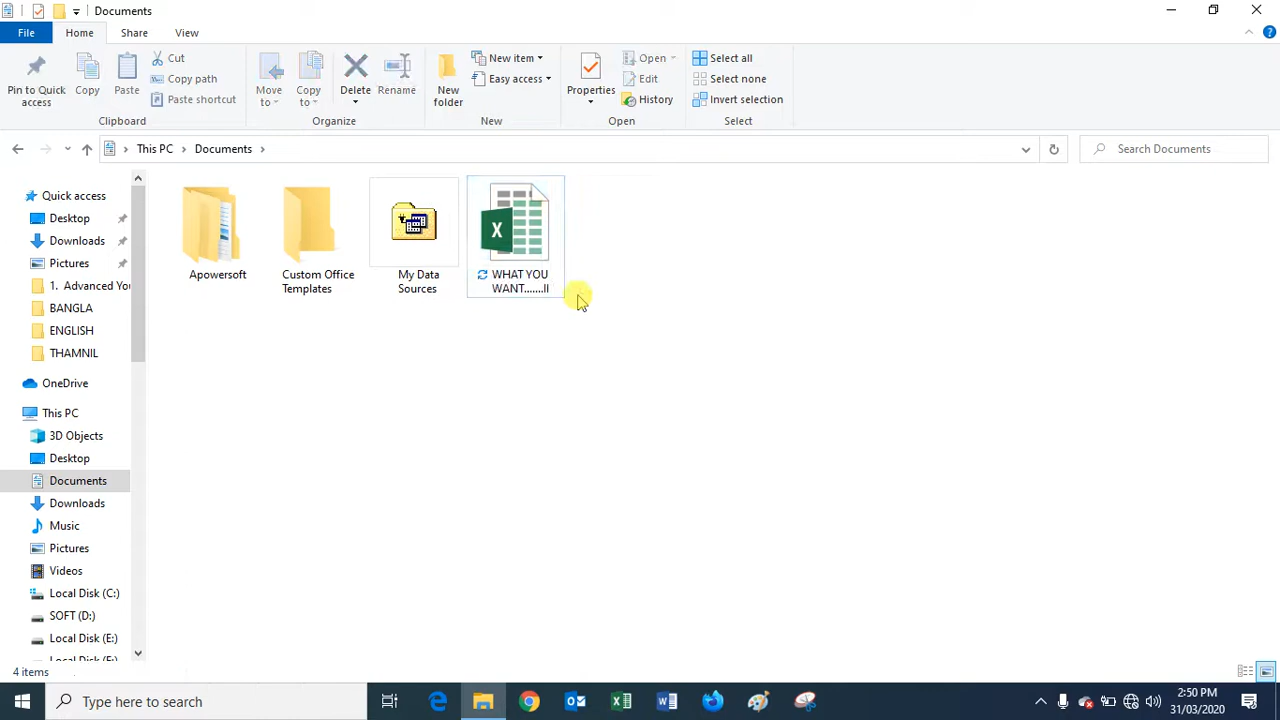 Documents
File Home Share View
Pin to Quick access
Copy
Paste
Cut
Copy path
Paste shortcut
Clipboard
Move to
Copy to
Delete
Rename
Organize
New folder
New item
Easy access
New
Properties
Open
Edit
History
Open
Select all
Select none
Invert selection
Select
This PC > Documents >
Search Documents
Quick access
Desktop
Downloads
Pictures
1. Advanced Yo
BANGLA
ENGLISH
THAMNIL
OneDrive
This PC
3D Objects
Desktop
Documents
Downloads
Music
Pictures
Videos
Local Disk (C:)
SOFT (D:)
Local Disk (E:)
Apowersoft
Custom Office
Templates
My Data
Sources
X
WHAT YOU
WANT.......II
4 items
Type here to search
2:50 PM
31/03/2020